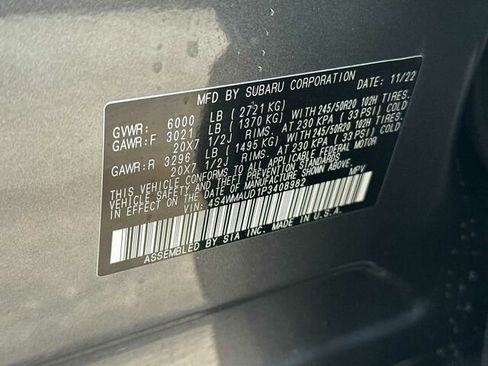 MFD BY SUBARU CORPORATION DATE: 11/22
GVWR: 6000 LB ( 2721 KG)
GAWR:F 3021 LB ( 1370 KG) WITH 245/50R20 102H TIRES.
20X7 1/2J RIMS. AT 230 KPA ( 33 PSI) COLD
GAWR:R 3296 LB ( 1495 KG) WITH 245/50R20 102H TIRES.
20X7 1/2J RIMS. AT 230 KPA ( 33 PSI) COLD
THIS VEHICLE CONFORMS TO ALL APPLICABLE FEDERAL MOTOR
VEHICLE SAFETY AND THEFT PREVENTION STANDARDS
IN EFFECT ON THE DATE OF MANUFACTURE SHOWN ABOVE.
VIN: 4S4WMAUD1P3408982 MPV
ASSEMBLED BY SIA INC. MADE IN U.S.A.